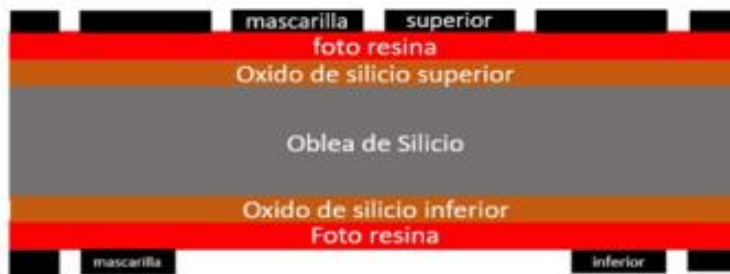 mascarilla superior
foto resina
Oxido de silicio superior
Oblea de Silicio
Oxido de silicio inferior
Foto resina
mascarilla inferior